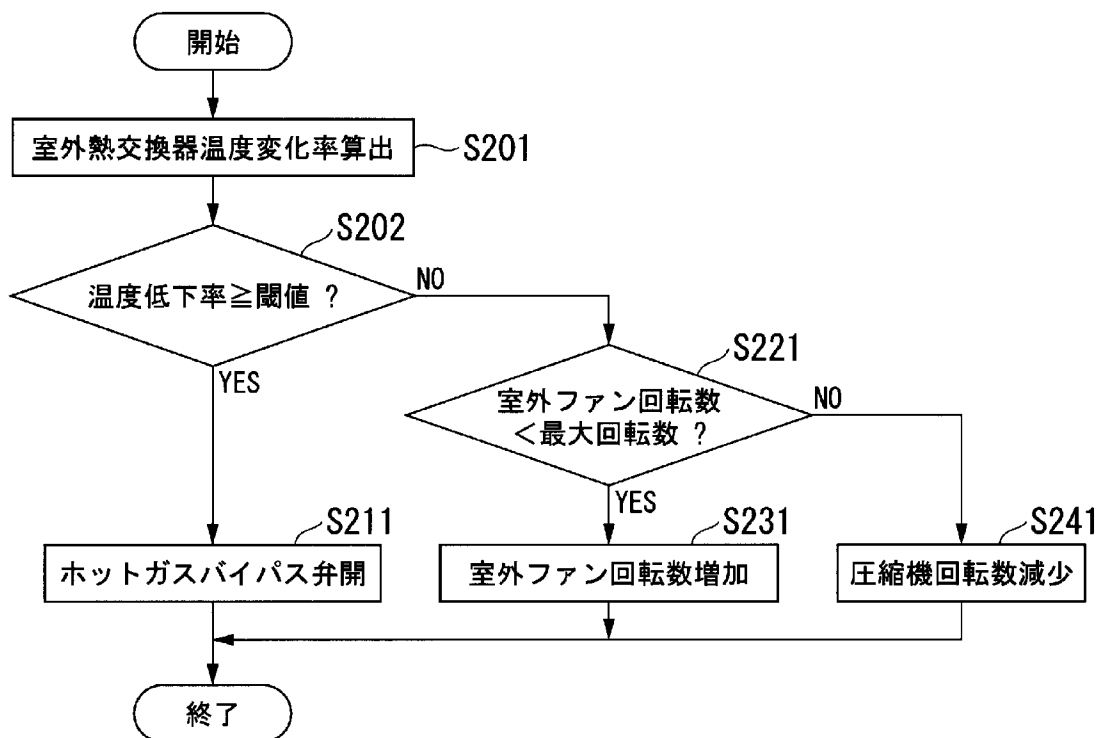 開始
室外熱交換器温度変化率算出
S201
S202
温度低下率≧閾値 ?
NO
YES
S221
室外ファン回転数
<最大回転数 ?
NO
YES
S211
ホットガスバイパス弁開
S231
室外ファン回転数増加
S241
圧縮機回転数減少
終了